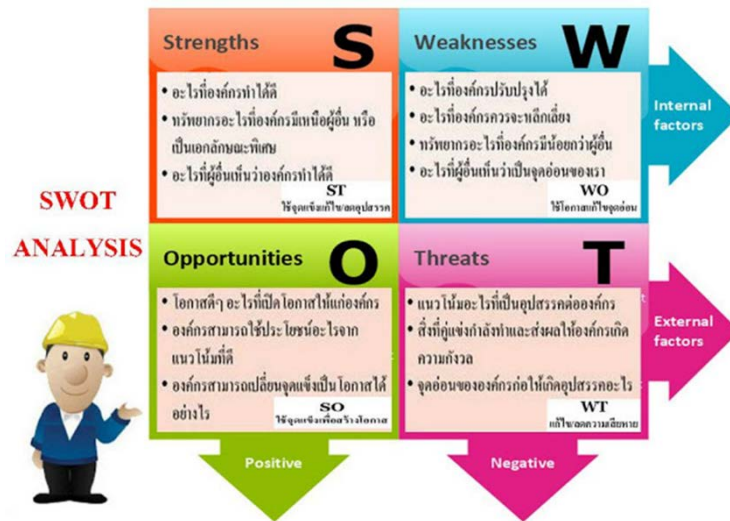 SWOT
ANALYSIS
Strengths
S
• อะไรที่องค์กรทำได้ดี
• ทรัพยากรอะไรที่องค์กรมีเหนือผู้อื่น หรือ
เป็นเอกลักษณะพิเศษ
• อะไรที่ผู้อื่นเห็นว่าองค์กรทำได้ดี
ST
ใช้จุดแข็งแก้ไข/ลดอุปสรรค
Weaknesses
W
• อะไรที่องค์กรปรับปรุงได้
• อะไรที่องค์กรควรจะหลีกเลี่ยง
• ทรัพยากรอะไรที่องค์กรมีน้อยกว่าผู้อื่น
• อะไรที่ผู้อื่นเห็นว่าเป็นจุดอ่อนของเรา
WO
ใช้โอกาสแก้ไขจุดอ่อน
Internal
factors
Opportunities
O
• โอกาสดีๆ อะไรที่เปิดโอกาสให้แก่องค์กร
• องค์กรสามารถใช้ประโยชน์อะไรจาก
แนวโน้มที่ดี
• องค์กรสามารถเปลี่ยนจุดแข็งเป็นโอกาสได้
อย่างไร
SO
ใช้จุดแข็งเพื่อสร้างโอกาส
Threats
T
• แนวโน้มอะไรที่เป็นอุปสรรคต่อองค์กร
• สิ่งที่คู่แข่งกำลังทำและส่งผลให้องค์กรเกิด
ความกังวล
• จุดอ่อนขององค์กรก่อให้เกิดอุปสรรคอะไร
WT
แก้ไข/ลดความเสียหาย
External
factors
Positive
Negative